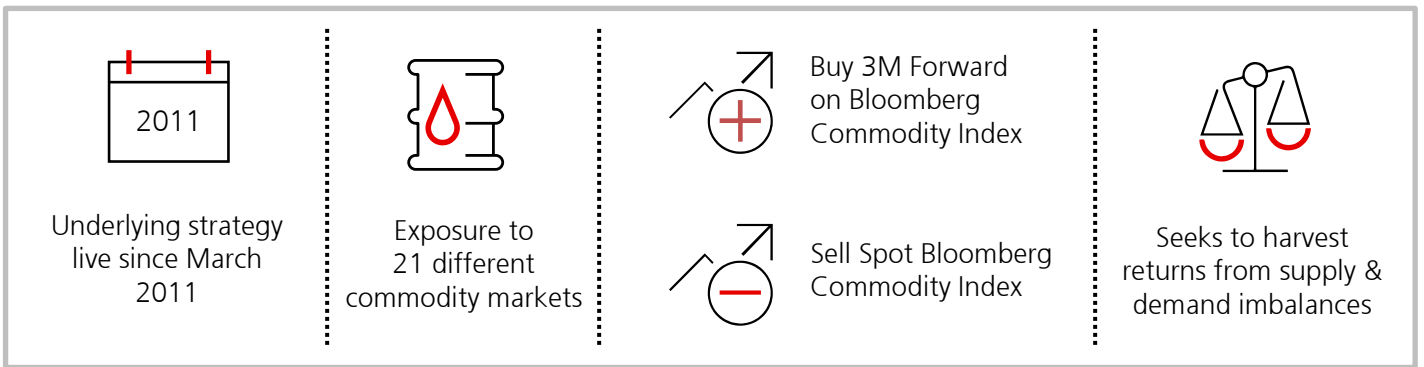 2011
Underlying strategy
live since March
2011
Exposure to
21 different
commodity markets
Buy 3M Forward
on Bloomberg
Commodity Index
Sell Spot Bloomberg
Commodity Index
Seeks to harvest
returns from supply &
demand imbalances